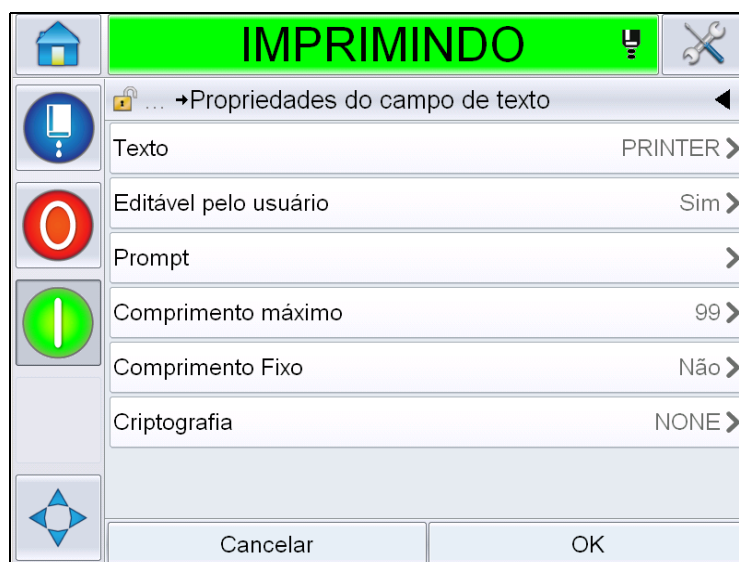 IMPRIMINDO
... →Propriedades do campo de texto
Texto PRINTER
Editável pelo usuário Sim
Prompt
Comprimento máximo 99
Comprimento Fixo Não
Criptografia NONE
Cancelar OK